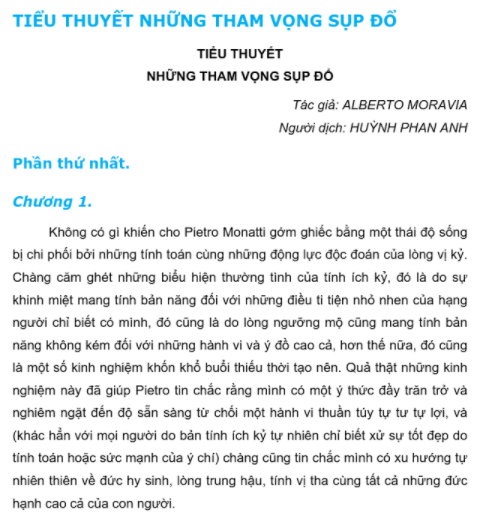 TIỂU THUYẾT NHỮNG THAM VỌNG SỤP ĐỔ
TIỂU THUYẾT
NHỮNG THAM VỌNG SỤP ĐỔ
Tác giả: ALBERTO MORAVIA
Người dịch: HUỲNH PHAN ANH
Phần thứ nhất.
Chương 1.
Không có gì khiến cho Pietro Monatti gớm ghiếc bằng một thái độ sống
bị chi phối bởi những tính toán cùng những động lực độc đoán của lòng vị kỷ.
Chàng căm ghét những biểu hiện thường tình của tính ích kỷ, đó là do sự
khinh miệt mang tính bản năng đối với những điều ti tiện nhỏ nhen của hạng
người chỉ biết có mình, đó cũng là do lòng ngưỡng mộ cũng mang tính bản
năng không kém đối với những hành vi và ý đồ cao cả, hơn thế nữa, đó cũng
là một số kinh nghiệm khốn khổ buổi thiếu thời tạo nên. Quả thật những kinh
nghiệm này đã giúp Pietro tin chắc rằng mình có một ý thức đầy trăn trở và
nghiêm ngặt đến độ sẵn sàng từ chối một hành vi thuần túy tự tư tự lợi, và
(khác hẳn với mọi người do bản tính ích kỷ tự nhiên chỉ biết xử sự tốt đẹp do
tính toán hoặc sức mạnh của ý chí) chàng cũng tin chắc mình có xu hướng tự
nhiên thiên về đức hy sinh, lòng trung hậu, tính vị tha cùng tất cả những đức
hạnh cao cả của con người.